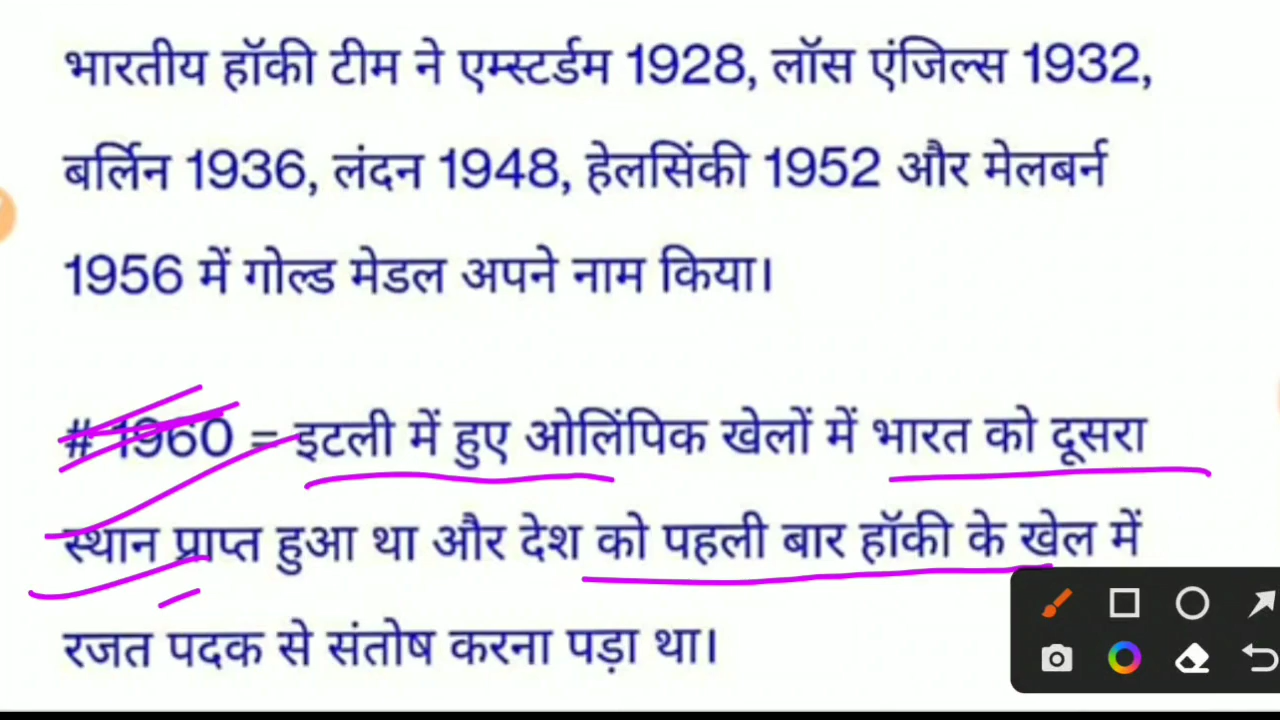 भारतीय हॉकी टीम ने एम्स्टर्डम 1928, लॉस एंजिल्स 1932,
बर्लिन 1936, लंदन 1948, हेलसिंकी 1952 और मेलबर्न
1956 में गोल्ड मेडल अपने नाम किया।
# 1960 = इटली में हुए ओलिंपिक खेलों में भारत को दूसरा
स्थान प्राप्त हुआ था और देश को पहली बार हॉकी के खेल में
रजत पदक से संतोष करना पड़ा था।